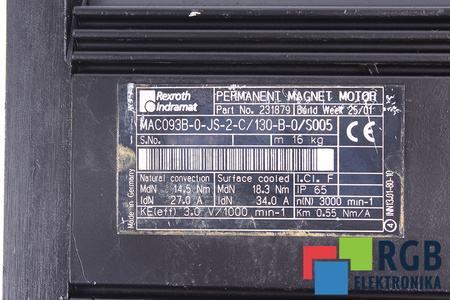 Rexroth
Indramat
PERMANENT MAGNET MOTOR
Part No. 231879 Build Week 25/01
MAC093B-0-JS-2-C/130-B-0/S005
S.No. m 16 kg
CE
Natural convection Surface cooled I.Cl. F
MdN 14.5 Nm MdN 18.3 Nm IP 65
IdN 27.0 A IdN 34.0 A n(N) 3000 min-1
KE(eff) 3.0 V/1000 min-1 Km 0.55 Nm/A
Made in Germany
RGB
ELEKTRONIKA